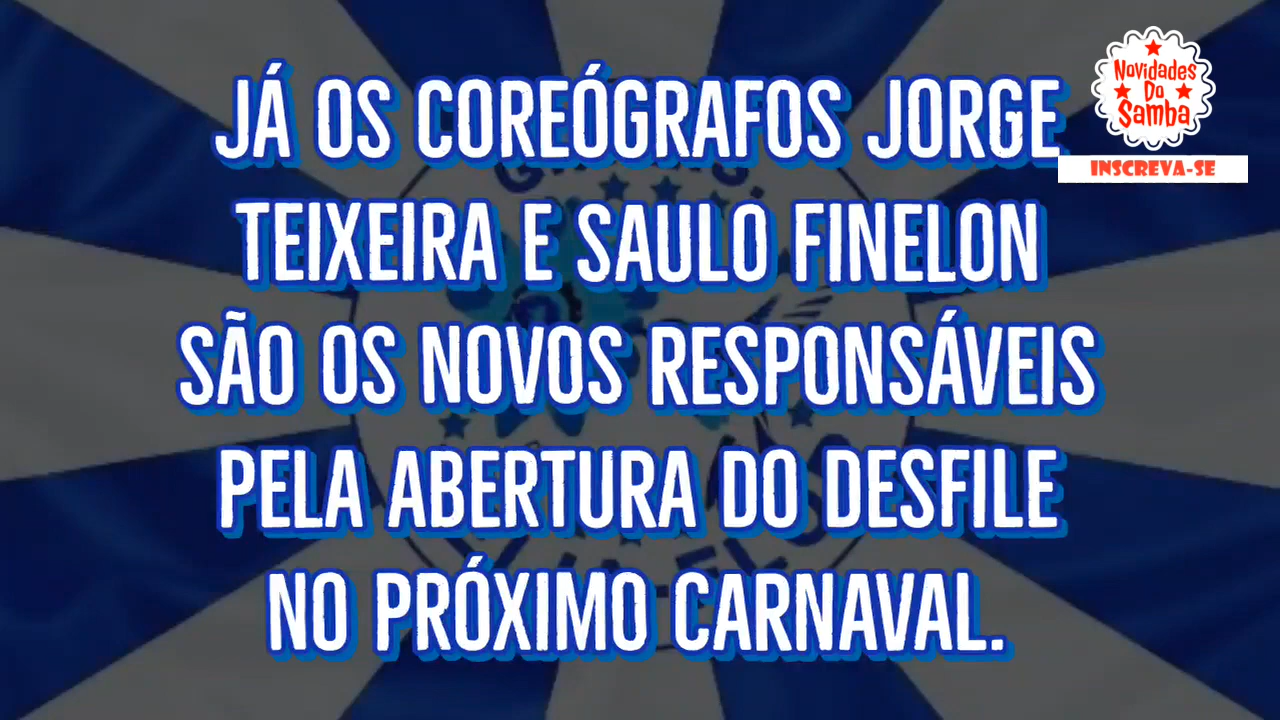 JÁ OS COREÓGRAFOS JORGE
TEIXEIRA E SAULO FINELON
SÃO OS NOVOS RESPONSÁVEIS
PELA ABERTURA DO DESFILE
NO PRÓXIMO CARNAVAL.
Novidades
Do
Samba
INSCREVA-SE